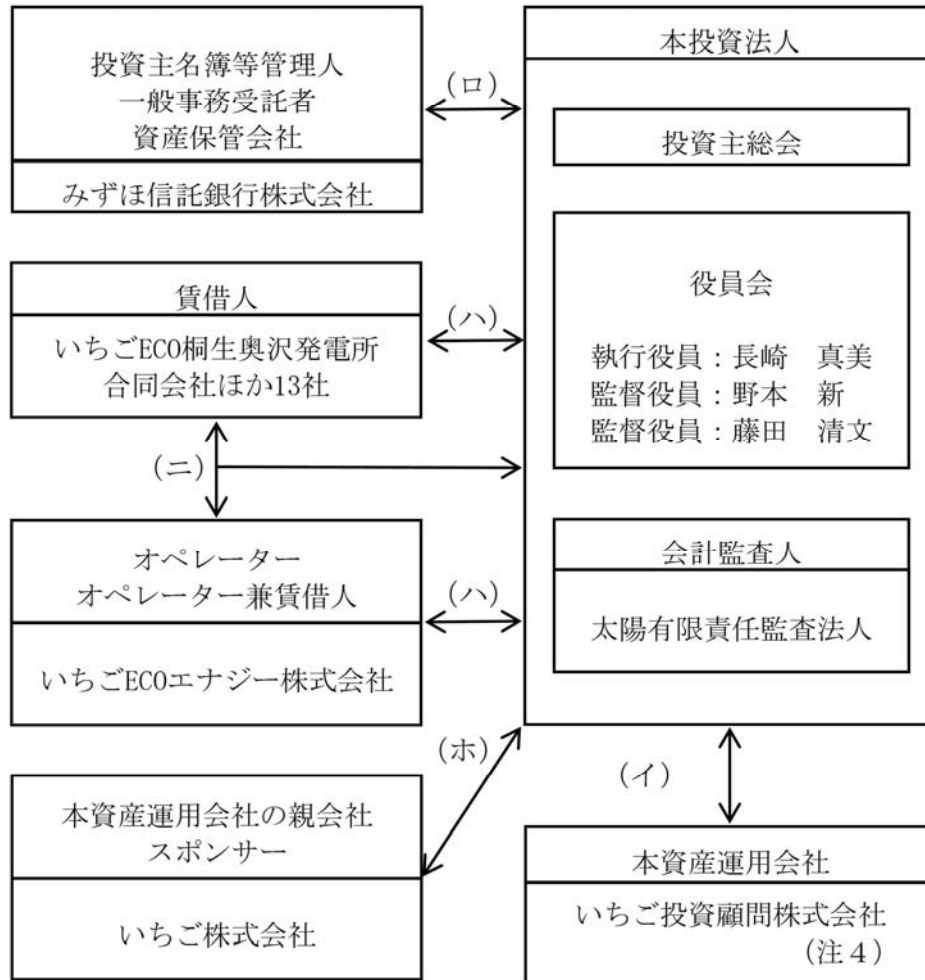 投資主名簿等管理人
一般事務受託者
資産保管会社
みずほ信託銀行株式会社
(ロ)
賃借人
いちごECO桐生奥沢発電所
合同会社ほか13社
(ハ)
(ニ)
オペレーター
オペレーター兼賃借人
いちごECOエナジー株式会社
(ハ)
本資産運用会社の親会社
スポンサー
いちご株式会社
(ホ)
本投資法人
投資主総会
役員会
執行役員：長崎　真美
監督役員：野本　新
監督役員：藤田　清文
会計監査人
太陽有限責任監査法人
(イ)
本資産運用会社
いちご投資顧問株式会社
(注４)